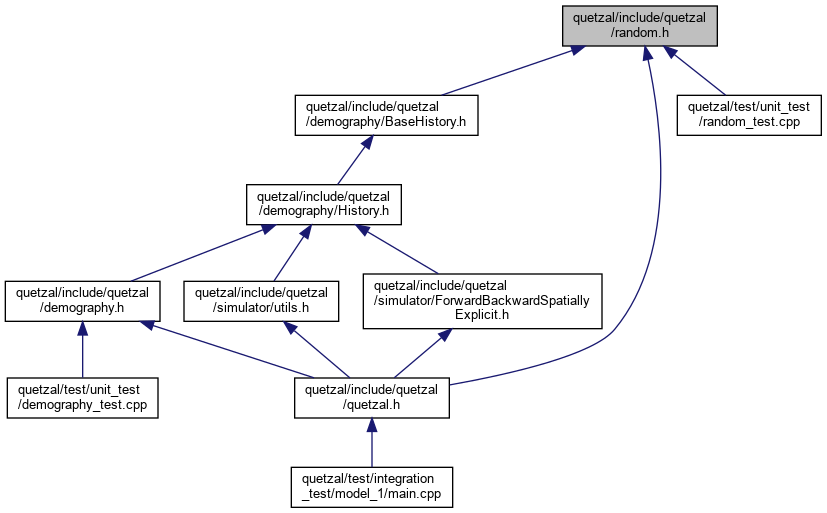 quetzal/include/quetzal
/random.h
quetzal/include/quetzal
/demography/BaseHistory.h
quetzal/test/unit_test
/random_test.cpp
quetzal/include/quetzal
/demography/History.h
quetzal/include/quetzal
/demography.h
quetzal/include/quetzal
/simulator/utils.h
quetzal/include/quetzal
/simulator/ForwardBackwardSpatially
Explicit.h
quetzal/test/unit_test
/demography_test.cpp
quetzal/include/quetzal
/quetzal.h
quetzal/test/integration
_test/model_1/main.cpp